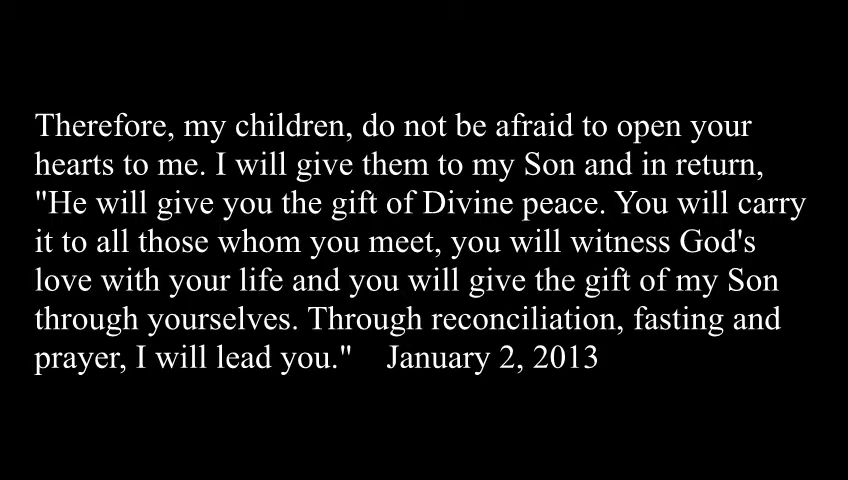 Therefore, my children, do not be afraid to open your
hearts to me. I will give them to my Son and in return,
"He will give you the gift of Divine peace. You will carry
it to all those whom you meet, you will witness God's
love with your life and you will give the gift of my Son
through yourselves. Through reconciliation, fasting and
prayer, I will lead you."    January 2, 2013